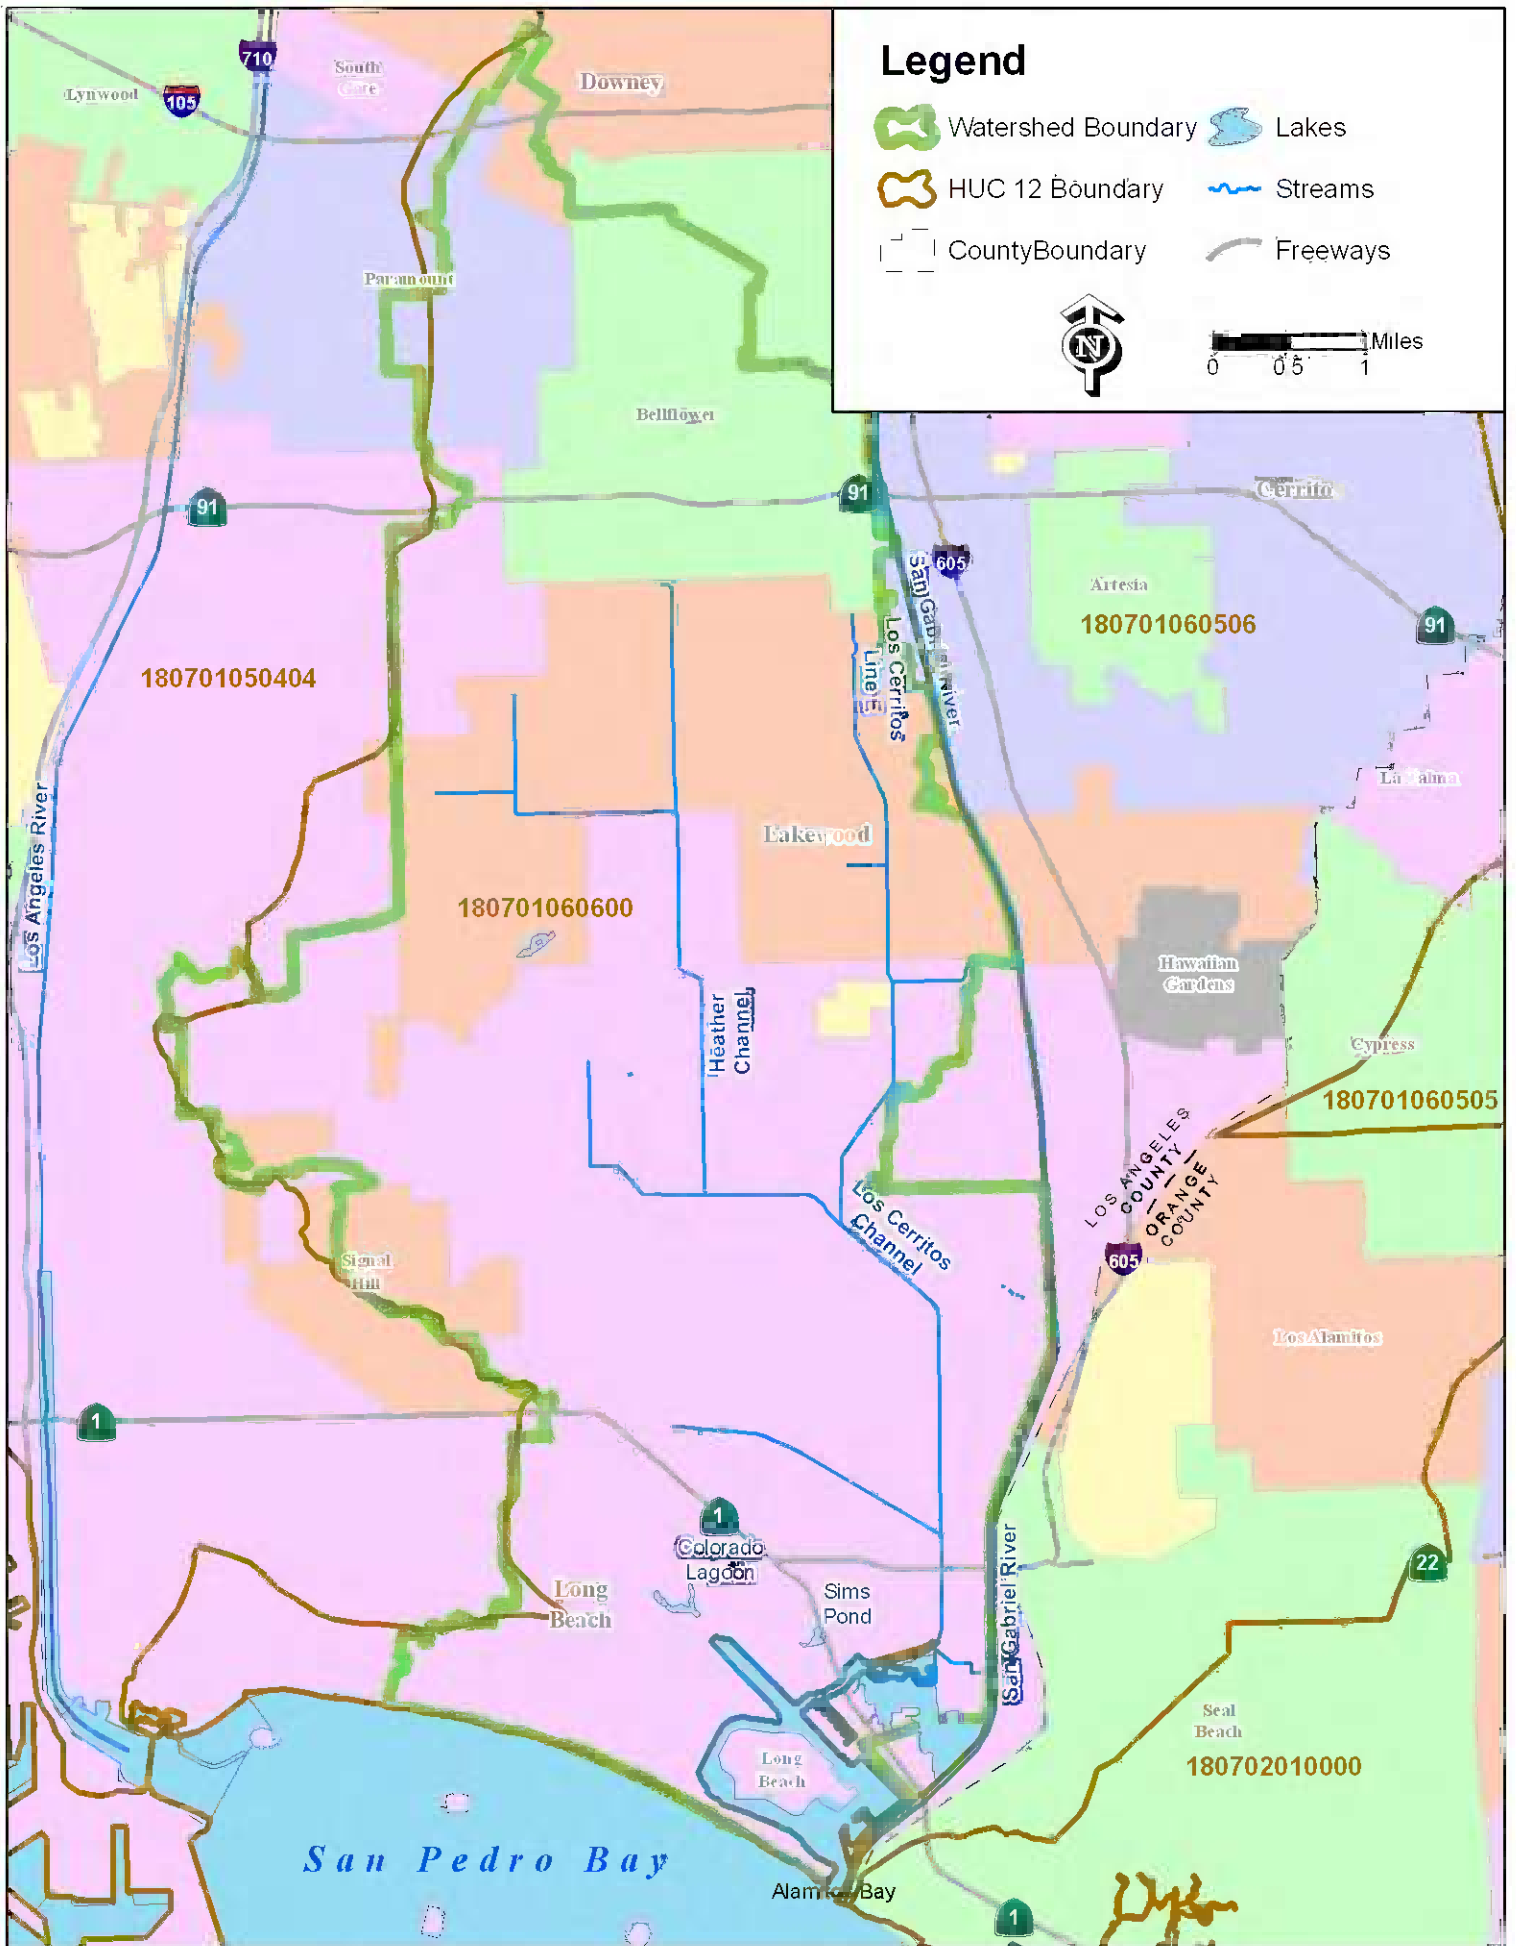 Legend
Watershed Boundary
Lakes
HUC 12 Boundary
Streams
CountyBoundary
Freeways
N
Miles
0
0.5
1
710
105
Lynwood
South
Gate
Downey
Paramount
Bellflower
91
91
Cerrito
605
Artesia
91
180701060506
San Gabriel River
Los Cerritos
Line E
180701050404
La Palma
Los Angeles River
Lakewood
180701060600
Hawaiian
Gardens
Heather
Channel
Cypress
180701060505
LOS ANGELES
COUNTY
ORANGE
COUNTY
Los Cerritos
Channel
605
Signal
Hill
Los Alamitos
1
1
Colorado
Lagoon
22
Sims
Pond
Long
Beach
San Gabriel River
Seal
Beach
180702010000
Long
Beach
San Pedro Bay
Bay
1